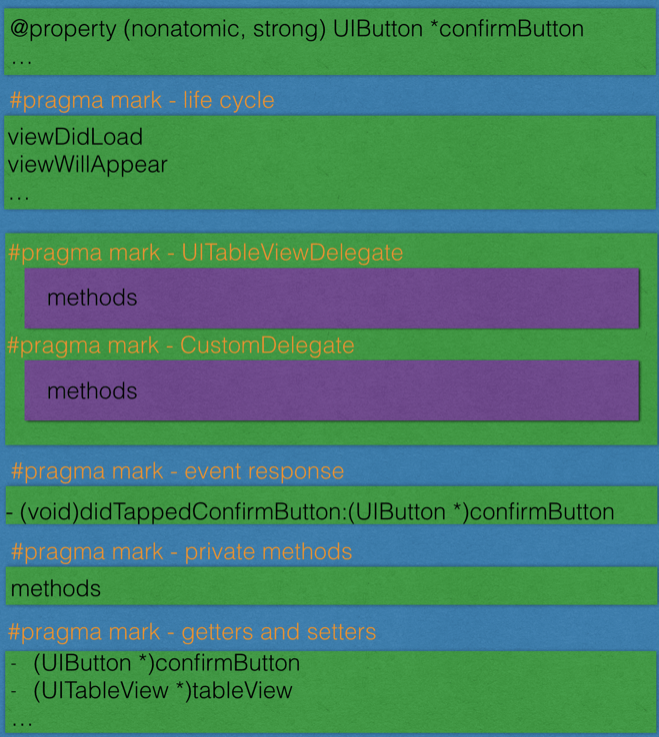 @property (nonatomic, strong) UIButton *confirmButton
...
#pragma mark - life cycle
viewDidLoad
viewWillAppear
...
#pragma mark - UITableViewDelegate
methods
#pragma mark - CustomDelegate
methods
#pragma mark - event response
- (void)didTappedConfirmButton:(UIButton *)confirmButton
#pragma mark - private methods
methods
#pragma mark - getters and setters
- (UIButton *)confirmButton
- (UITableView *)tableView
...